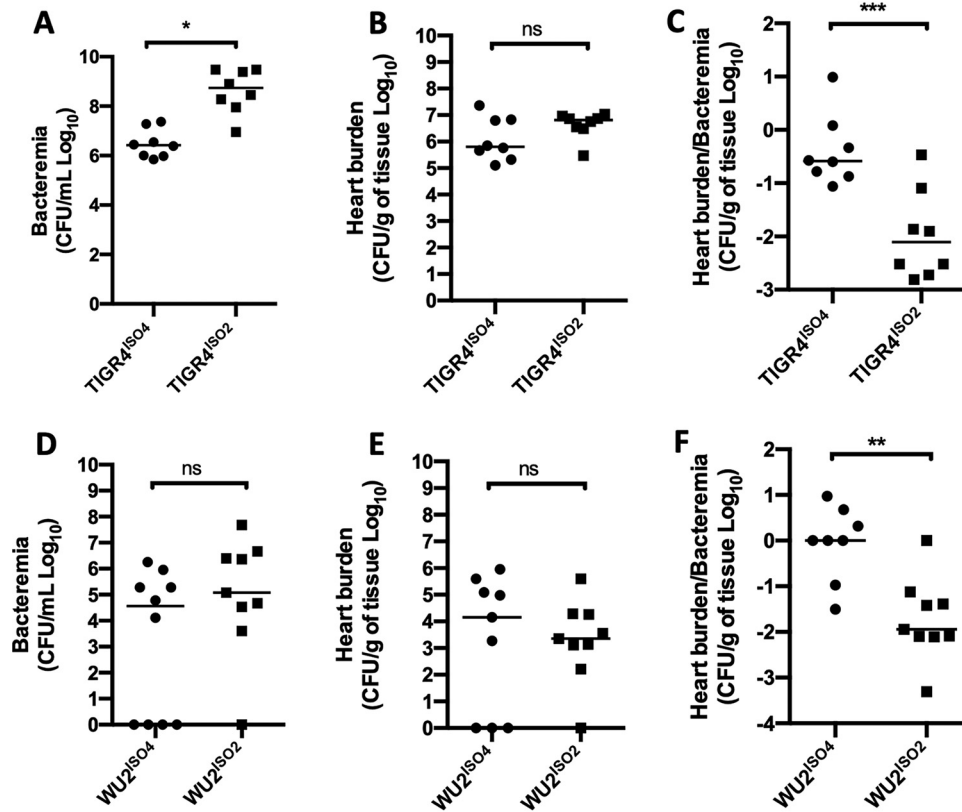 A
Bacteremia
(CFU/mL Log10)
10
8
6
4
2
0
*
TIGR4ISO4
TIGR4ISO2
B
Heart burden
(CFU/g of tissue Log10)
10
9
8
7
6
5
4
3
2
1
0
ns
TIGR4ISO4
TIGR4ISO2
C
Heart burden/Bacteremia
(CFU/g of tissue Log10)
2
1
0
-1
-2
-3
***
TIGR4ISO4
TIGR4ISO2
D
Bacteremia
(CFU/mL Log10)
10
9
8
7
6
5
4
3
2
1
0
ns
WU2ISO4
WU2ISO2
E
Heart burden
(CFU/g of tissue Log10)
10
9
8
7
6
5
4
3
2
1
0
ns
WU2ISO4
WU2ISO2
F
Heart burden/Bacteremia
(CFU/g of tissue Log10)
2
1
0
-1
-2
-3
-4
**
WU2ISO4
WU2ISO2